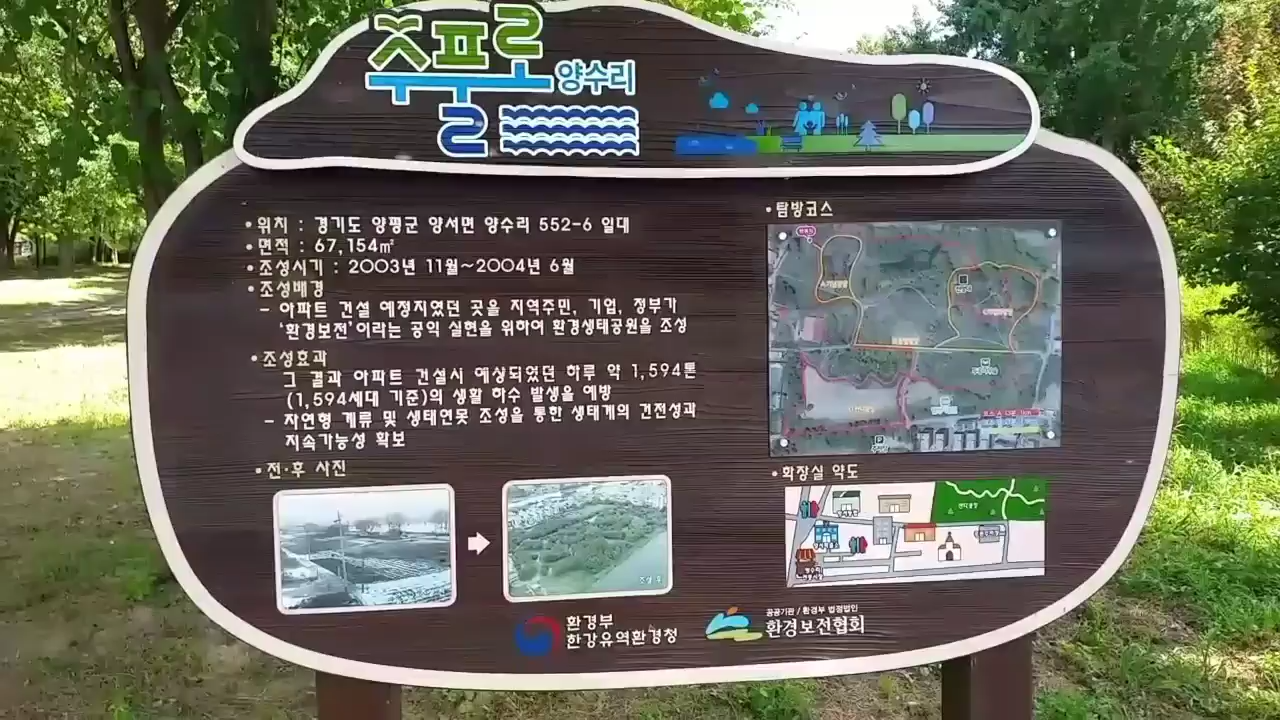 수풀로
양수리
• 위치 : 경기도 양평군 양서면 양수리 552-6 일대
• 면적 : 67,154㎡
• 조성시기 : 2003년 11월~2004년 6월
• 조성배경
- 아파트 건설 예정지였던 곳을 지역주민, 기업, 정부가
'환경보전'이라는 공익 실현을 위하여 환경생태공원을 조성
• 조성효과
그 결과 아파트 건설시 예상되었던 하루 약 1,594톤
(1,594세대 기준)의 생활 하수 발생을 예방
- 자연형 계류 및 생태연못 조성을 통한 생태계의 건전성과
지속가능성 확보
• 전·후 사진
조성 후
• 탐방코스
• 화장실 약도
환경부
한강유역환경청
공공기관 / 환경부 법정법인
환경보전협회